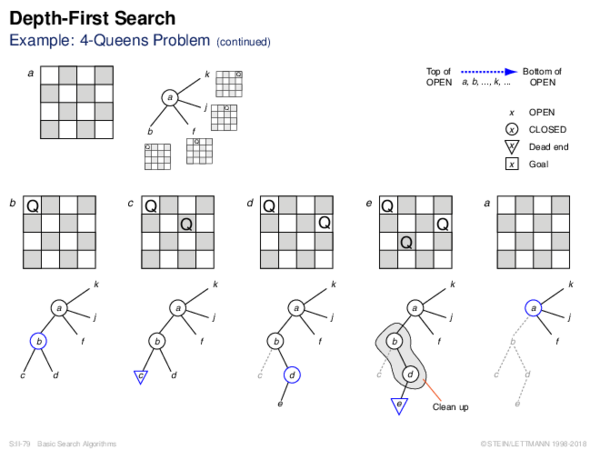 Depth-First Search
Example: 4-Queens Problem (continued)
a
k
a
j
b
f
Q
Q
Q
Q
Top of
OPEN
a, b, ..., k, ...
Bottom of
OPEN
x OPEN
x CLOSED
x Dead end
x Goal
b
Q
c
Q
Q
d
Q
Q
e
Q
Q
Q
a
k
a
j
b
f
c
d
k
a
j
b
f
c
d
k
a
j
b
f
c
d
e
k
a
j
b
f
c
d
e
Clean up
k
a
j
b
f
c
d
e
S:II-79 Basic Search Algorithms
©STEIN/LETTMANN 1998-2018